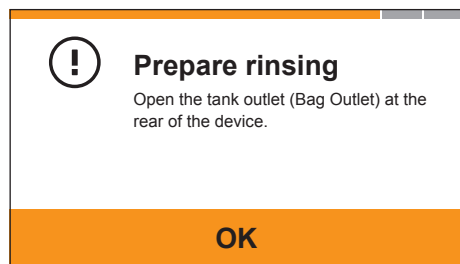 Prepare rinsing
Open the tank outlet (Bag Outlet) at the
rear of the device.
OK